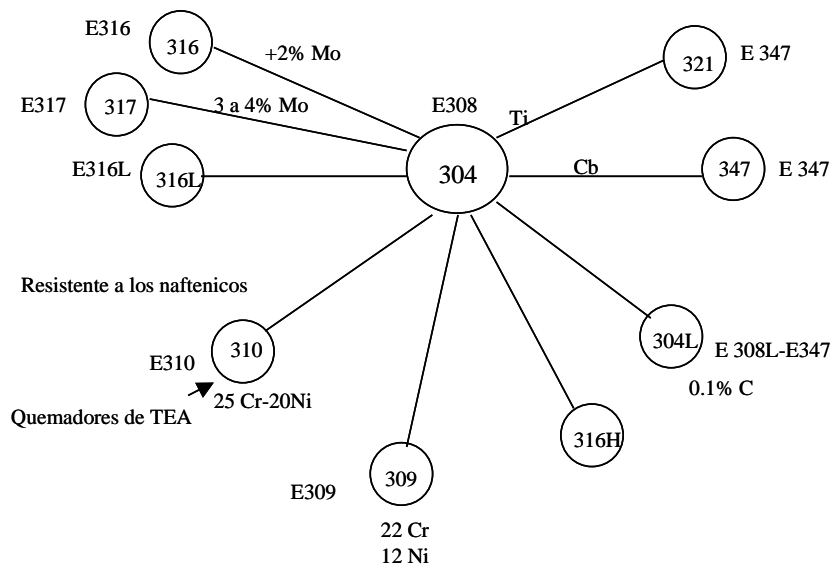 E316
316
+2% Mo
321
E 347
E317
317
3 a 4% Mo
E308
Ti
E316L
316L
304
Cb
347
E 347
Resistente a los naftenicos
E310
310
25 Cr-20Ni
Quemadores de TEA
304L
E 308L-E347
0.1% C
316H
E309
309
22 Cr
12 Ni